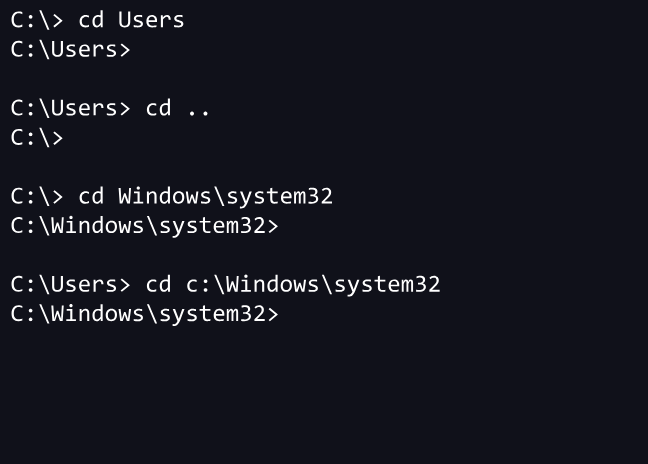 C:\> cd Users
C:\Users>
C:\Users> cd ..
C:\>
C:\> cd Windows\system32
C:\Windows\system32>
C:\Users> cd c:\Windows\system32
C:\Windows\system32>